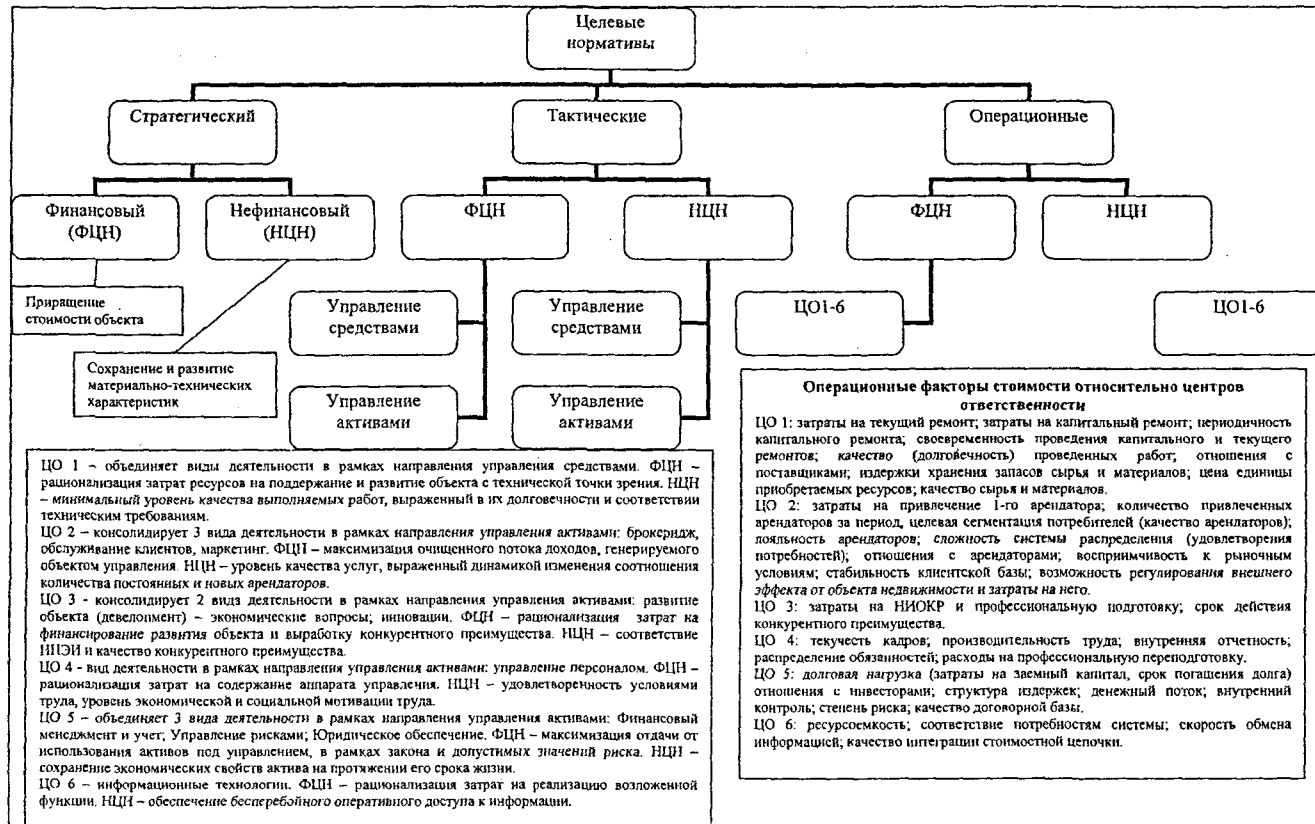 Целевые
нормативы
Стратегический
Тактические
Операционные
Финансовый
(ФЦН)
Нефинансовый
(НЦН)
ФЦН
НЦН
ФЦН
НЦН
Приращение
стоимости объекта
Сохранение и развитие
материально-технических
характеристик
Управление
средствами
Управление
средствами
ЦО1-6
ЦО1-6
Управление
активами
Управление
активами
ЦО 1 – объединяет виды деятельности в рамках направления управления средствами. ФЦН –
рационализация затрат ресурсов на поддержание и развитие объекта с технической точки зрения. НЦН
– минимальный уровень качества выполняемых работ, выраженный в их долговечности и соответствии
техническим требованиям.
ЦО 2 – консолидирует 3 вида деятельности в рамках направления управления активами: брокеридж,
обслуживание клиентов, маркетинг. ФЦН – максимизация очищенного потока доходов, генерируемого
объектом управления. НЦН – уровень качества услуг, выраженный динамикой изменения соотношения
количества постоянных и новых арендаторов.
ЦО 3 - консолидирует 2 вида деятельности в рамках направления управления активами: развитие
объекта (девелопмент) – экономические вопросы; инновации. ФЦН – рационализация затрат на
финансирование развития объекта и выработку конкурентного преимущества. НЦН – соответствие
НПЭИ и качество конкурентного преимущества.
ЦО 4 - вид деятельности в рамках направления управления активами: управление персоналом. ФЦН –
рационализация затрат на содержание аппарата управления. НЦН – удовлетворенность условиями
труда, уровень экономической и социальной мотивации труда.
ЦО 5 – объединяет 3 вида деятельности в рамках направления управления активами: Финансовый
менеджмент и учет; Управление рисками; Юридическое обеспечение. ФЦН – максимизация отдачи от
использования активов под управлением, в рамках закона и допустимых значений риска. НЦН –
сохранение экономических свойств актива на протяжении его срока жизни.
ЦО 6 – информационные технологии. ФЦН – рационализация затрат на реализацию возложенной
функции. НЦН – обеспечение бесперебойного оперативного доступа к информации.
Операционные факторы стоимости относительно центров
ответственности
ЦО 1: затраты на текущий ремонт; затраты на капитальный ремонт; периодичность
капитального ремонта; своевременность проведения капитального и текущего
ремонтов; качество (долговечность) проведенных работ; отношения с
поставщиками; издержки хранения запасов сырья и материалов; цена единицы
приобретаемых ресурсов; качество сырья и материалов.
ЦО 2: затраты на привлечение 1-го арендатора; количество привлеченных
арендаторов за период, целевая сегментация потребителей (качество арендаторов);
лояльность арендаторов; сложность системы распределения (удовлетворения
потребностей); отношения с арендаторами; восприимчивость к рыночным
условиям; стабильность клиентской базы; возможность регулирования внешнего
эффекта от объекта недвижимости и затраты на него.
ЦО 3: затраты на НИОКР и профессиональную подготовку; срок действия
конкурентного преимущества.
ЦО 4: текучесть кадров; производительность труда; внутренняя отчетность;
распределение обязанностей; расходы на профессиональную переподготовку.
ЦО 5: долговая нагрузка (затраты на заемный капитал, срок погашения долга)
отношения с инвесторами; структура издержек; денежный поток; внутренний
контроль; степень риска; качество договорной базы.
ЦО 6: ресурсоемкость; соответствие потребностям системы; скорость обмена
информацией; качество интеграции стоимостной цепочки.